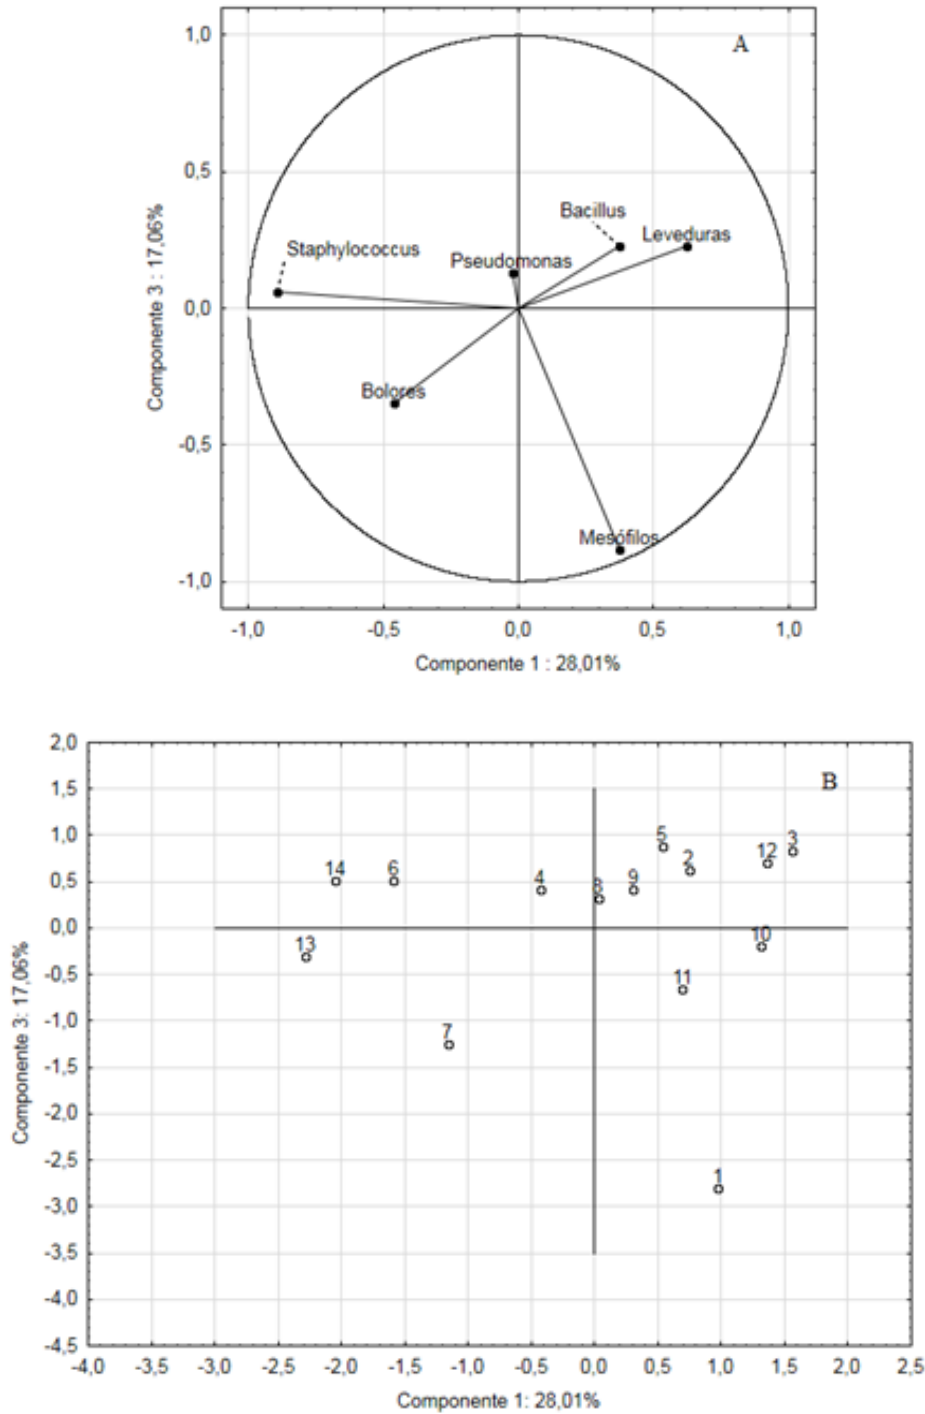 A
1,0
0,5
0,0
-0,5
-1,0
Componente 3 : 17,06%
Bacillus
Leveduras
Staphylococcus
Pseudomonas
Bolores
Mesófilos
-1,0 -0,5 0,0 0,5 1,0
Componente 1 : 28,01%
B
2,0
1,5
1,0
0,5
0,0
-0,5
-1,0
-1,5
-2,0
-2,5
-3,0
-3,5
-4,0
-4,5
Componente 3: 17,06%
5 2 12 3
14 6 4 8 9
13 10
11
7
1
-4,0 -3,5 -3,0 -2,5 -2,0 -1,5 -1,0 -0,5 0,0 0,5 1,0 1,5 2,0 2,5
Componente 1: 28,01%